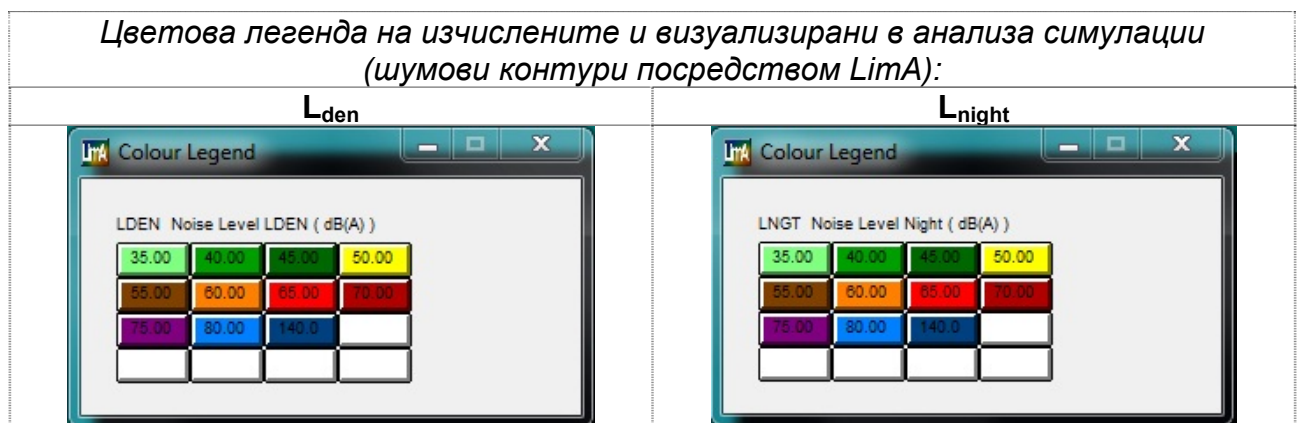 Цветова легенда на изчислените и визуализирани в анализа симулации
(шумови контури посредством LimA):
Lden
Lnight
LimA Colour Legend
LDEN Noise Level LDEN ( dB(A) )
35.00 40.00 45.00 50.00
55.00 60.00 65.00 70.00
75.00 80.00 140.0
LimA Colour Legend
LNGT Noise Level Night ( dB(A) )
35.00 40.00 45.00 50.00
55.00 60.00 65.00 70.00
75.00 80.00 140.0